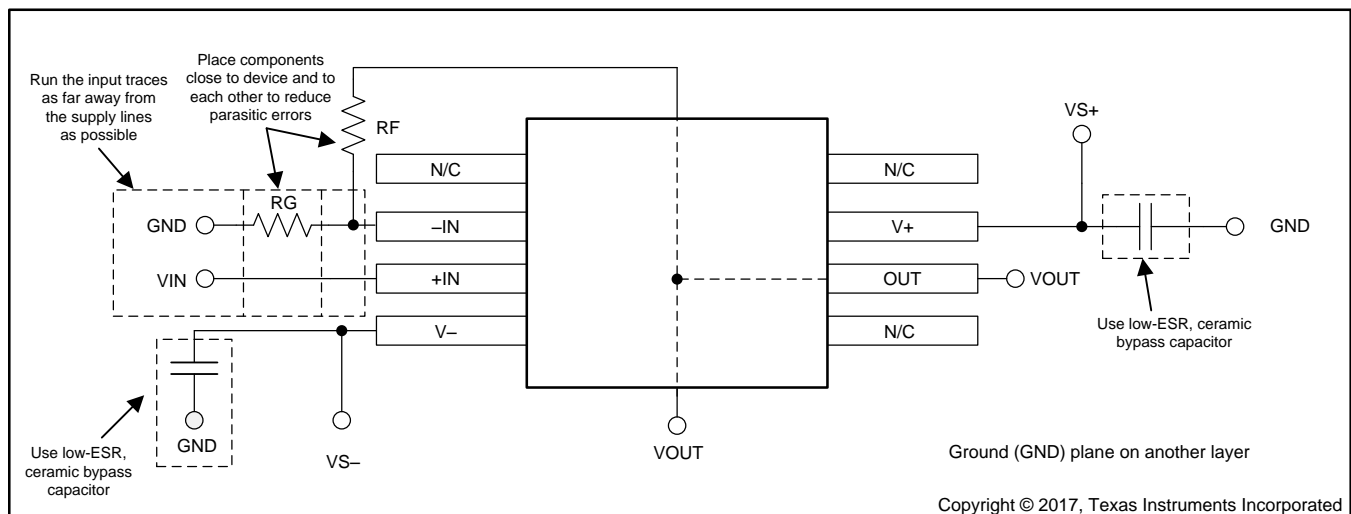 Run the input traces
as far away from
the supply lines
as possible
Place components
close to device and to
each other to reduce
parasitic errors
RF
VS+
N/C
N/C
RG
GND
–IN
V+
GND
VIN
+IN
OUT
VOUT
V–
N/C
Use low-ESR, ceramic
bypass capacitor
GND
Use low-ESR,
ceramic bypass
capacitor
VS–
VOUT
Ground (GND) plane on another layer
Copyright © 2017, Texas Instruments Incorporated